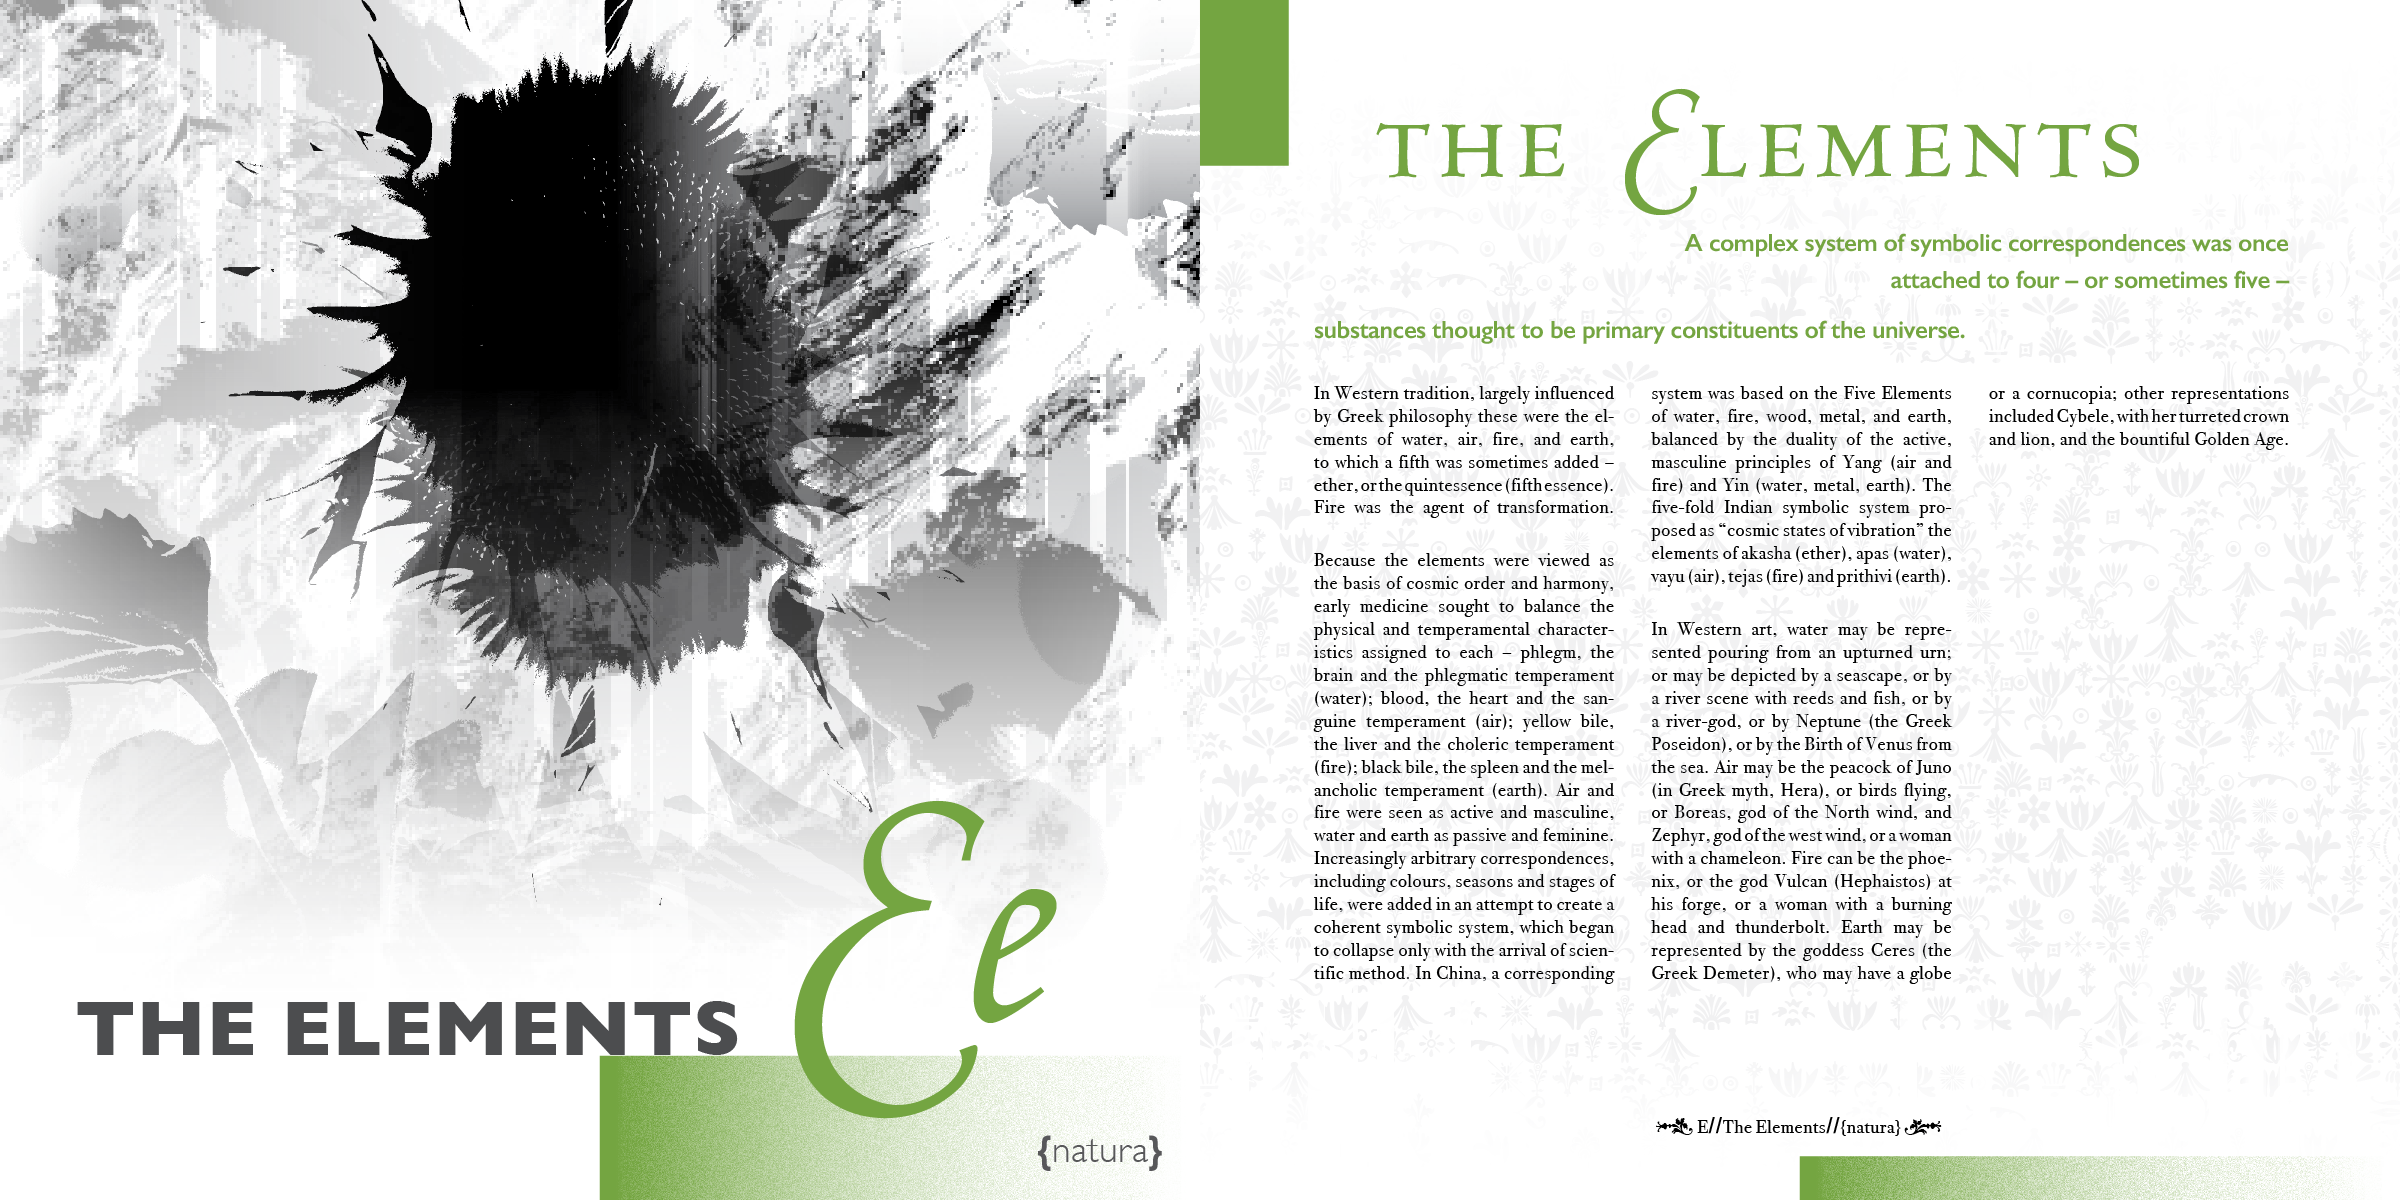 THE ELEMENTS
Ee
{natura}
THE ELEMENTS
A complex system of symbolic correspondences was once
attached to four – or sometimes five –
substances thought to be primary constituents of the universe.
In Western tradition, largely influenced
by Greek philosophy these were the el-
ements of water, air, fire, and earth,
to which a fifth was sometimes added –
ether, or the quintessence (fifth essence).
Fire was the agent of transformation.
Because the elements were viewed as
the basis of cosmic order and harmony,
early medicine sought to balance the
physical and temperamental character-
istics assigned to each – phlegm, the
brain and the phlegmatic temperament
(water); blood, the heart and the san-
guine temperament (air); yellow bile,
the liver and the choleric temperament
(fire); black bile, the spleen and the mel-
ancholic temperament (earth). Air and
fire were seen as active and masculine,
water and earth as passive and feminine.
Increasingly arbitrary correspondences,
including colours, seasons and stages of
life, were added in an attempt to create a
coherent symbolic system, which began
to collapse only with the arrival of scien-
tific method. In China, a corresponding
system was based on the Five Elements
of water, fire, wood, metal, and earth,
balanced by the duality of the active,
masculine principles of Yang (air and
fire) and Yin (water, metal, earth). The
five-fold Indian symbolic system pro-
posed as “cosmic states of vibration” the
elements of akasha (ether), apas (water),
vayu (air), tejas (fire) and prithivi (earth).
In Western art, water may be repre-
sented pouring from an upturned urn;
or may be depicted by a seascape, or by
a river scene with reeds and fish, or by
a river-god, or by Neptune (the Greek
Poseidon), or by the Birth of Venus from
the sea. Air may be the peacock of Juno
(in Greek myth, Hera), or birds flying,
or Boreas, god of the North wind, and
Zephyr, god of the west wind, or a woman
with a chameleon. Fire can be the phoe-
nix, or the god Vulcan (Hephaistos) at
his forge, or a woman with a burning
head and thunderbolt. Earth may be
represented by the goddess Ceres (the
Greek Demeter), who may have a globe
or a cornucopia; other representations
included Cybele, with her turreted crown
and lion, and the bountiful Golden Age.
E//The Elements//{natura}